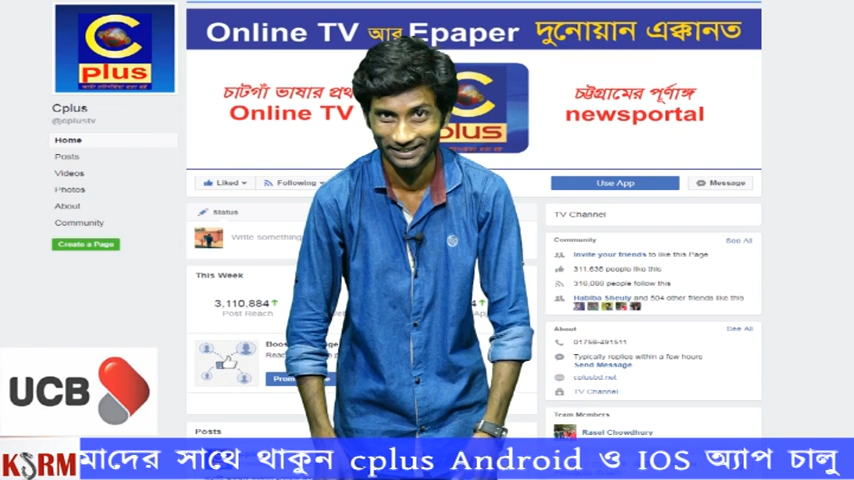 Online TV আর Epaper দুনোয়ান এক্কানত
C
plus
চাটগাঁ ভাষার প্রথ
Online TV
plus
চট্টগ্রামের পূর্ণাঙ্গ
newsportal
Cplus
@cplustv
Home
Posts
Videos
Photos
About
Community
Create a Page
Liked
Following
Use App
Message
Status
Write something
This Week
3,110,884
Post Reach
Promo
Posts
TV Channel
Community
See All
Invite your friends to like this Page
311,638 people like this
people follow this
Habiba Sheuly and 504 other friends like this
About
See All
Typically replies within a few hours
Send Message
cplusbd.net
TV Channel
Team Members
Rasel Chowdhury
UCB
KSRM
মাদের সাথে থাকুন cplus Android ও IOS অ্যাপ চালু